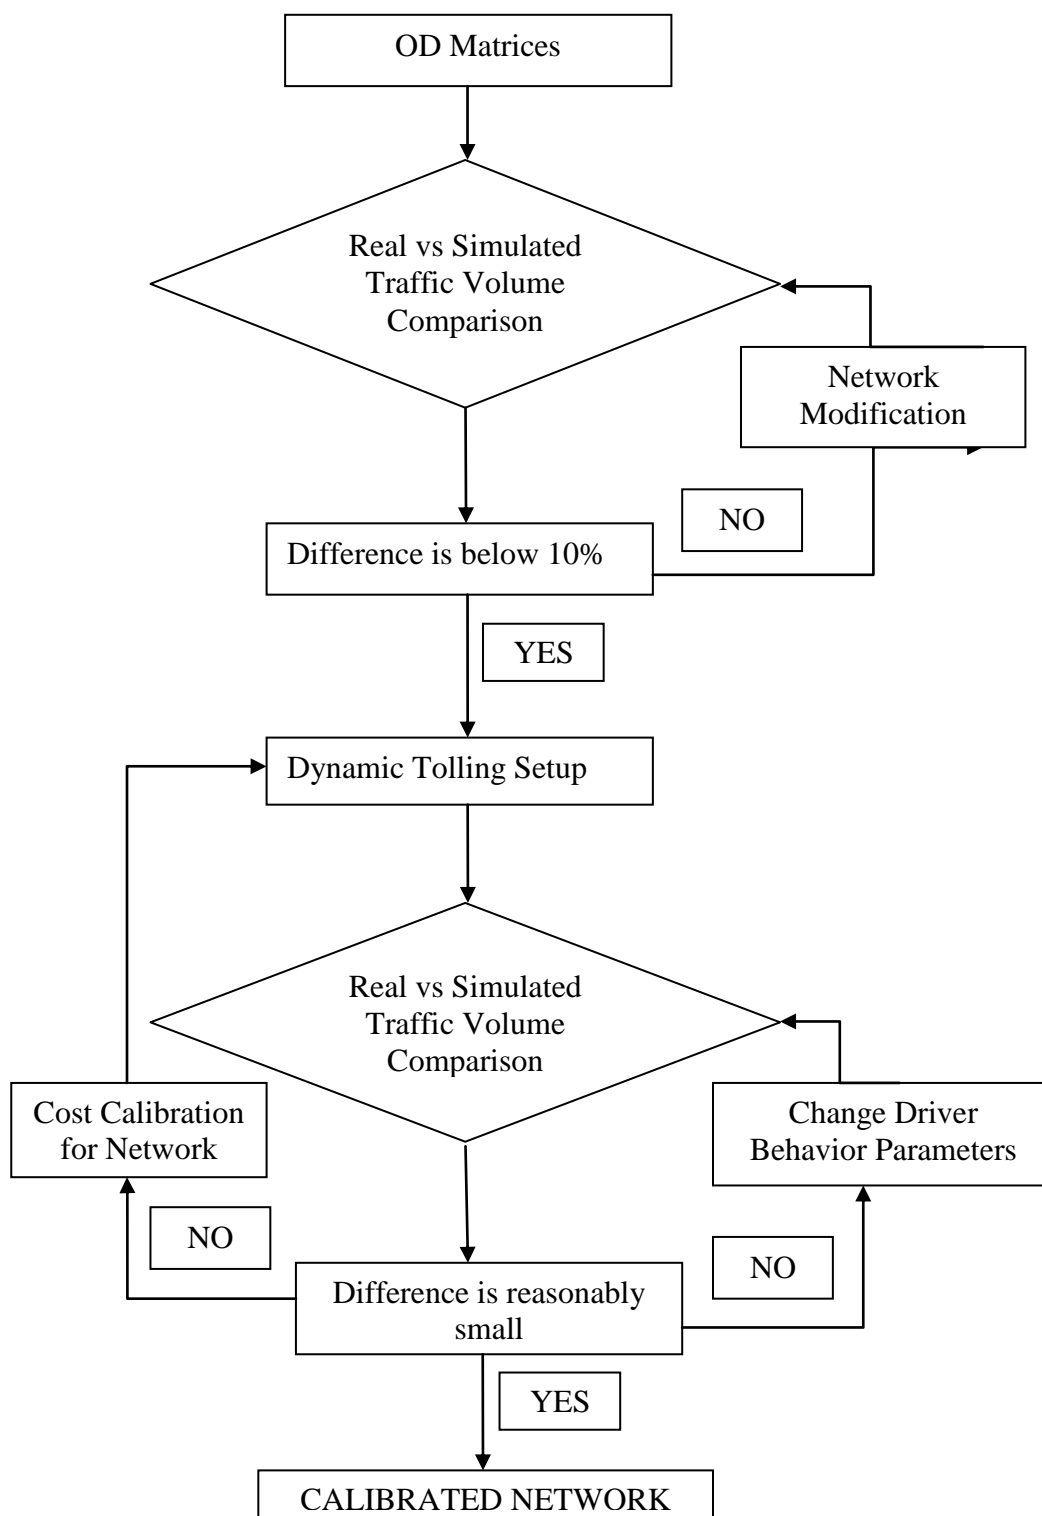 OD Matrices
Real vs Simulated
Traffic Volume
Comparison
Network
Modification
NO
Difference is below 10%
YES
Dynamic Tolling Setup
Real vs Simulated
Traffic Volume
Comparison
Cost Calibration
for Network
Change Driver
Behavior Parameters
NO
NO
Difference is reasonably
small
YES
CALIBRATED NETWORK